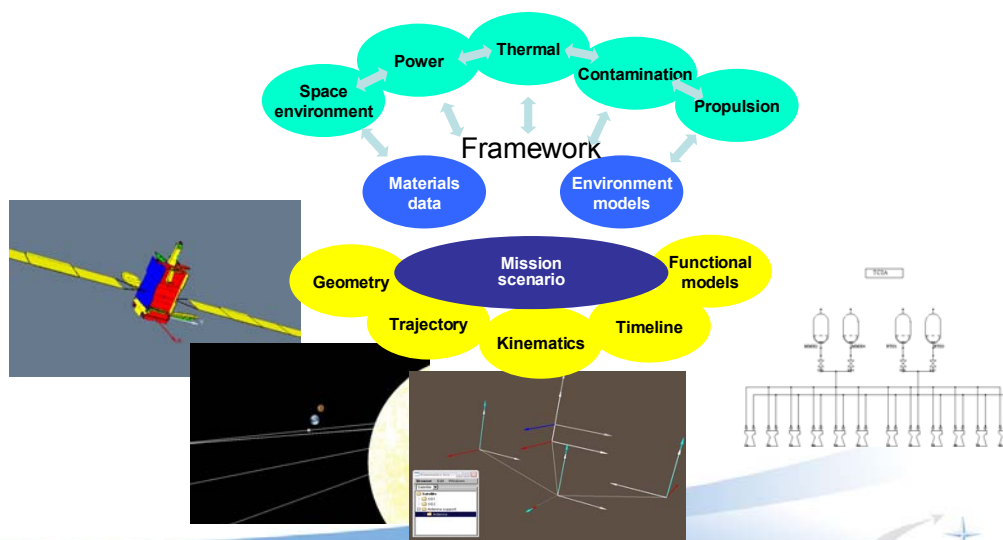 Thermal
Power
Contamination
Space
environment
Propulsion
Framework
Materials
data
Environment
models
Mission
scenario
Functional
models
Geometry
Trajectory
Timeline
Kinematics